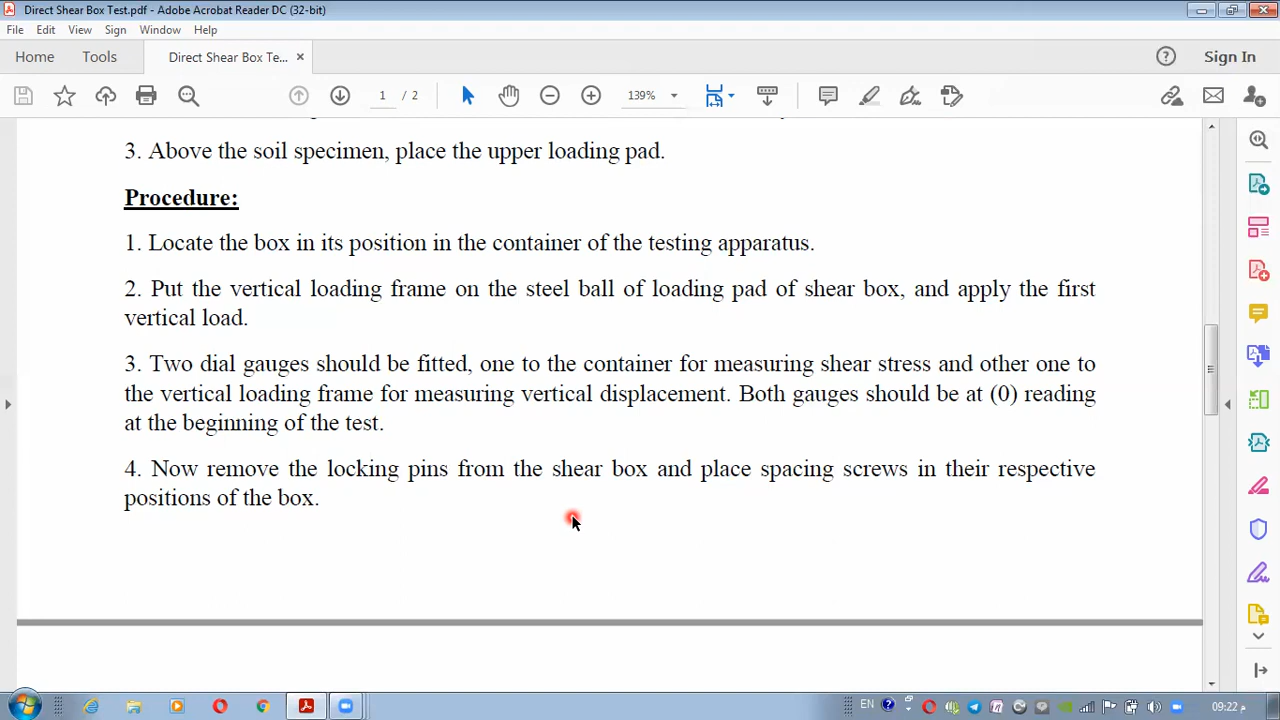 Direct Shear Box Test.pdf - Adobe Acrobat Reader DC (32-bit)
File Edit View Sign Window Help
Home Tools Direct Shear Box Te... Sign In
1 / 2 139%
3. Above the soil specimen, place the upper loading pad.
Procedure:
1. Locate the box in its position in the container of the testing apparatus.
2. Put the vertical loading frame on the steel ball of loading pad of shear box, and apply the first
vertical load.
3. Two dial gauges should be fitted, one to the container for measuring shear stress and other one to
the vertical loading frame for measuring vertical displacement. Both gauges should be at (0) reading
at the beginning of the test.
4. Now remove the locking pins from the shear box and place spacing screws in their respective
positions of the box.
EN 09:22 م